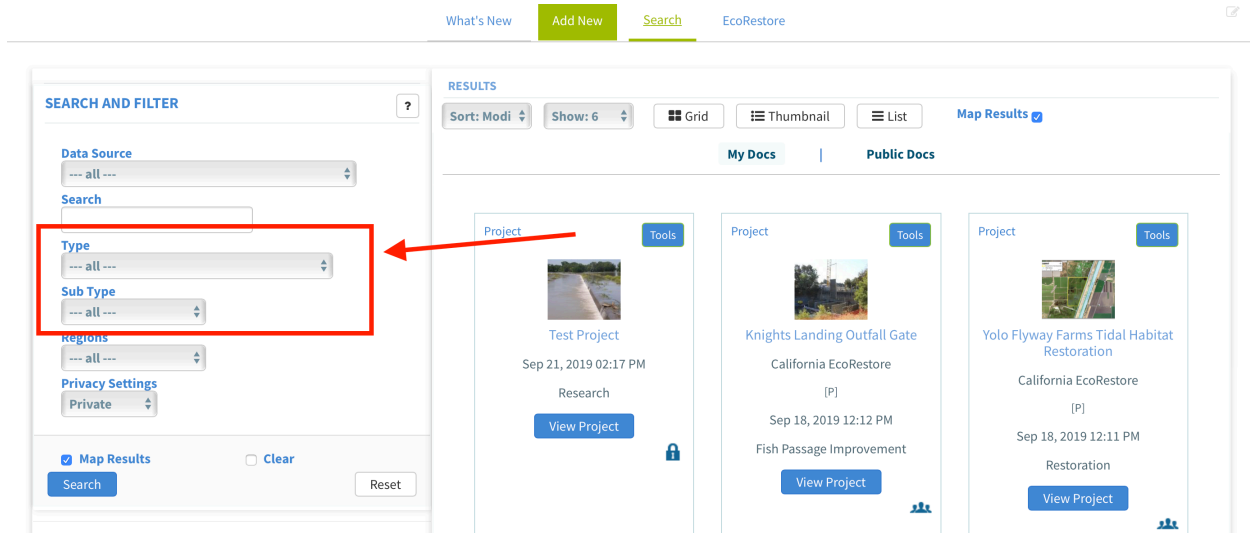 What's New Add New Search EcoRestore
SEARCH AND FILTER ?
Data Source
--- all ---
Search
Type
--- all ---
Sub Type
--- all ---
Regions
--- all ---
Privacy Settings
Private
Map Results Clear
Search Reset
RESULTS
Sort: Modi Show: 6 Grid Thumbnail List Map Results
My Docs | Public Docs
Project Tools
Test Project
Sep 21, 2019 02:17 PM
Research
View Project
Project Tools
Knights Landing Outfall Gate
California EcoRestore
[P]
Sep 18, 2019 12:12 PM
Fish Passage Improvement
View Project
Project Tools
Yolo Flyway Farms Tidal Habitat
Restoration
California EcoRestore
[P]
Sep 18, 2019 12:11 PM
Restoration
View Project